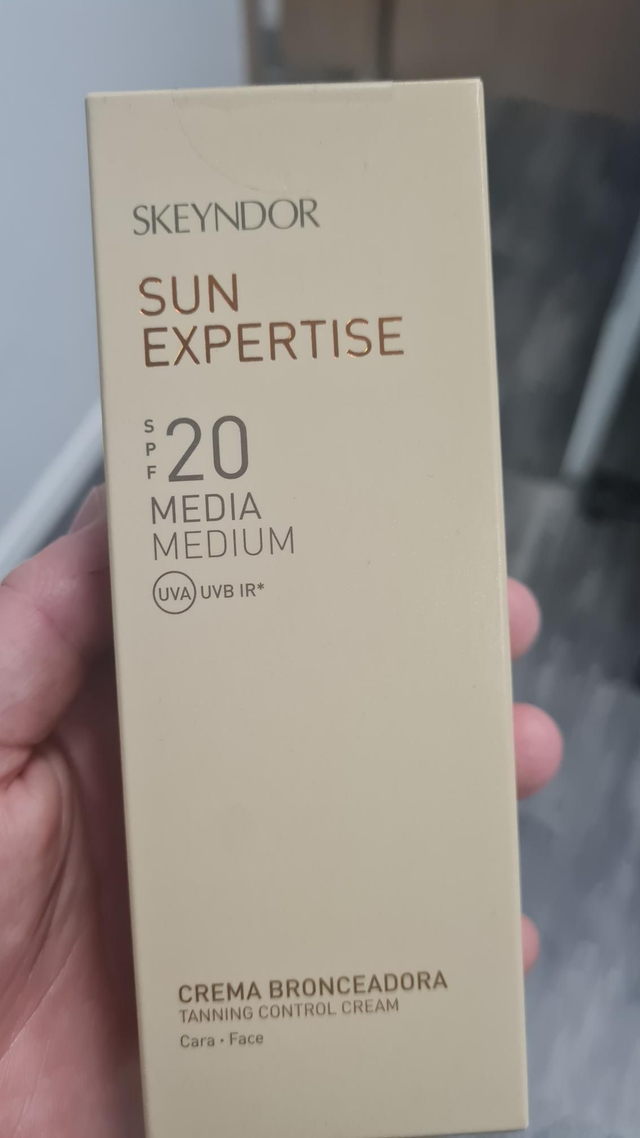 SKEYNDOR
SUN
EXPERTISE
SPF 20
MEDIA
MEDIUM
UVA UVB IR*
CREMA BRONCEADORA
TANNING CONTROL CREAM
Cara • Face